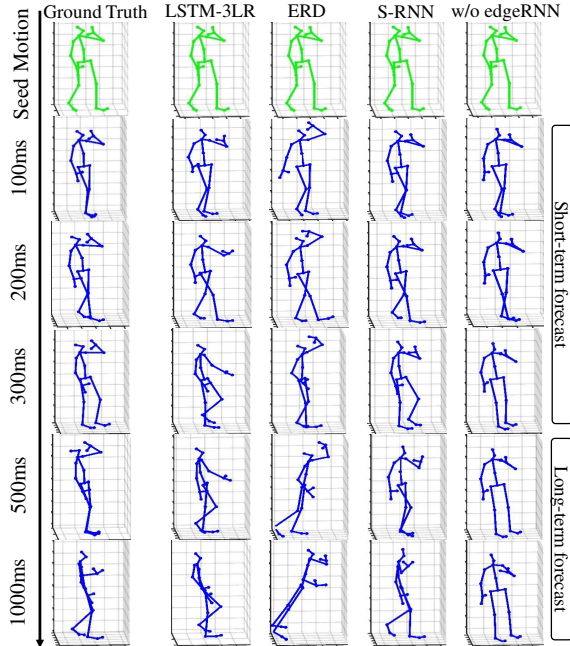 Ground Truth LSTM-3LR ERD S-RNN w/o edgeRNN
Seed Motion
100ms
200ms
300ms
500ms
1000ms
Short-term forecast
Long-term forecast